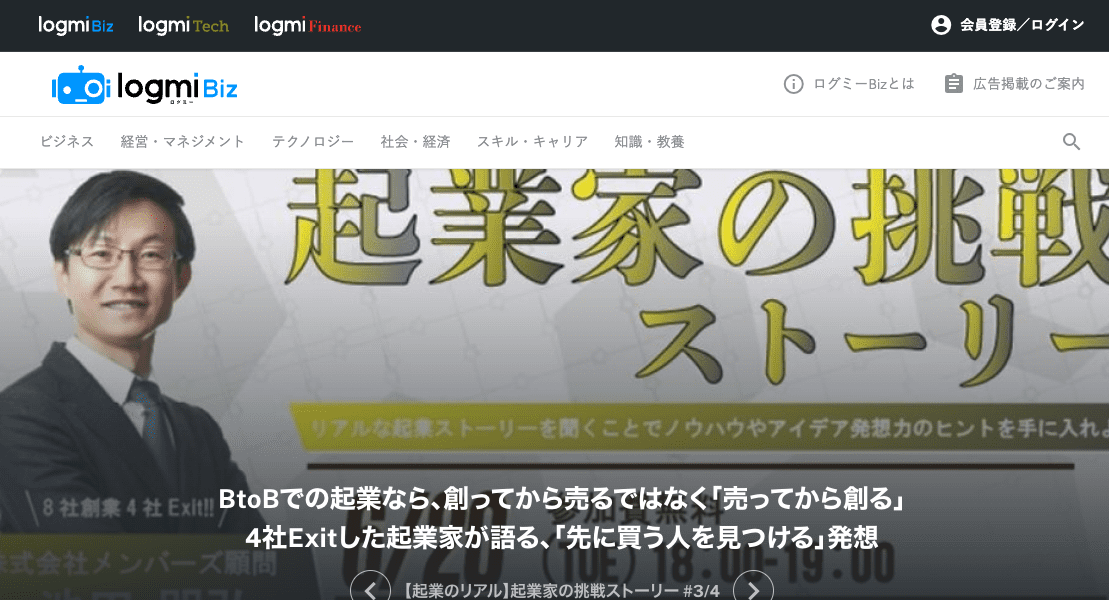 logmi Biz logmi Tech logmi Finance 会員登録／ログイン
logmi Biz
ログミー
ログミーBizとは 広告掲載のご案内
ビジネス 経営・マネジメント テクノロジー 社会・経済 スキル・キャリア 知識・教養
起業家の挑戦
ストーリー
リアルな起業ストーリーを聞くことでノウハウやアイデア発想力のヒントを手に入れ。
8 社創業 4 社 Exit!!
参加費無料
BtoBでの起業なら、創ってから売るではなく「売ってから創る」
4社Exitした起業家が語る、「先に買う人を見つける」発想
株式会社メンバーズ顧問
6/20 (TUE) 18:00-19:00
【起業のリアル】起業家の挑戦ストーリー #3/4